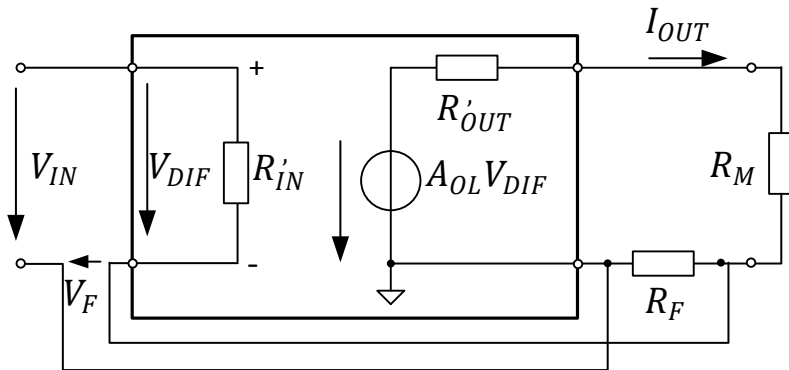 I_OUT
+
R'_OUT
V_IN
V_DIF
R'_IN
A_OL V_DIF
R_M
-
V_F
R_F